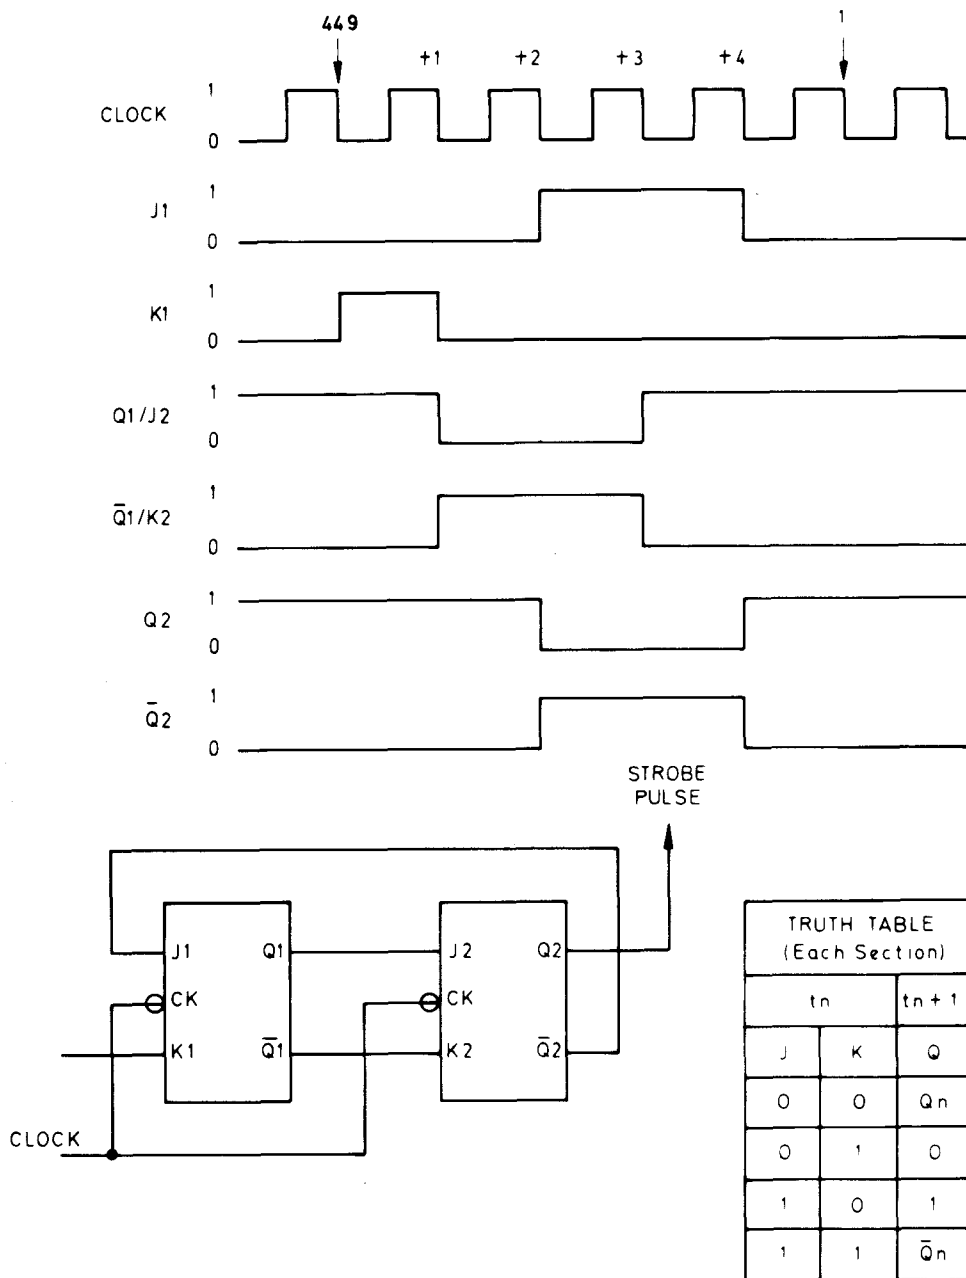 449 1
+1 +2 +3 +4
CLOCK 1 0
J1 1 0
K1 1 0
Q1/J2 1 0
Q̅1/K2 1 0
Q2 1 0
Q̅2 1 0
STROBE
PULSE
J1 Q1 J2 Q2
CK CK
K1 Q̅1 K2 Q̅2
CLOCK
TRUTH TABLE
(Each Section)
tn tn + 1
J K Q
0 0 Qn
0 1 0
1 0 1
1 1 Q̅n